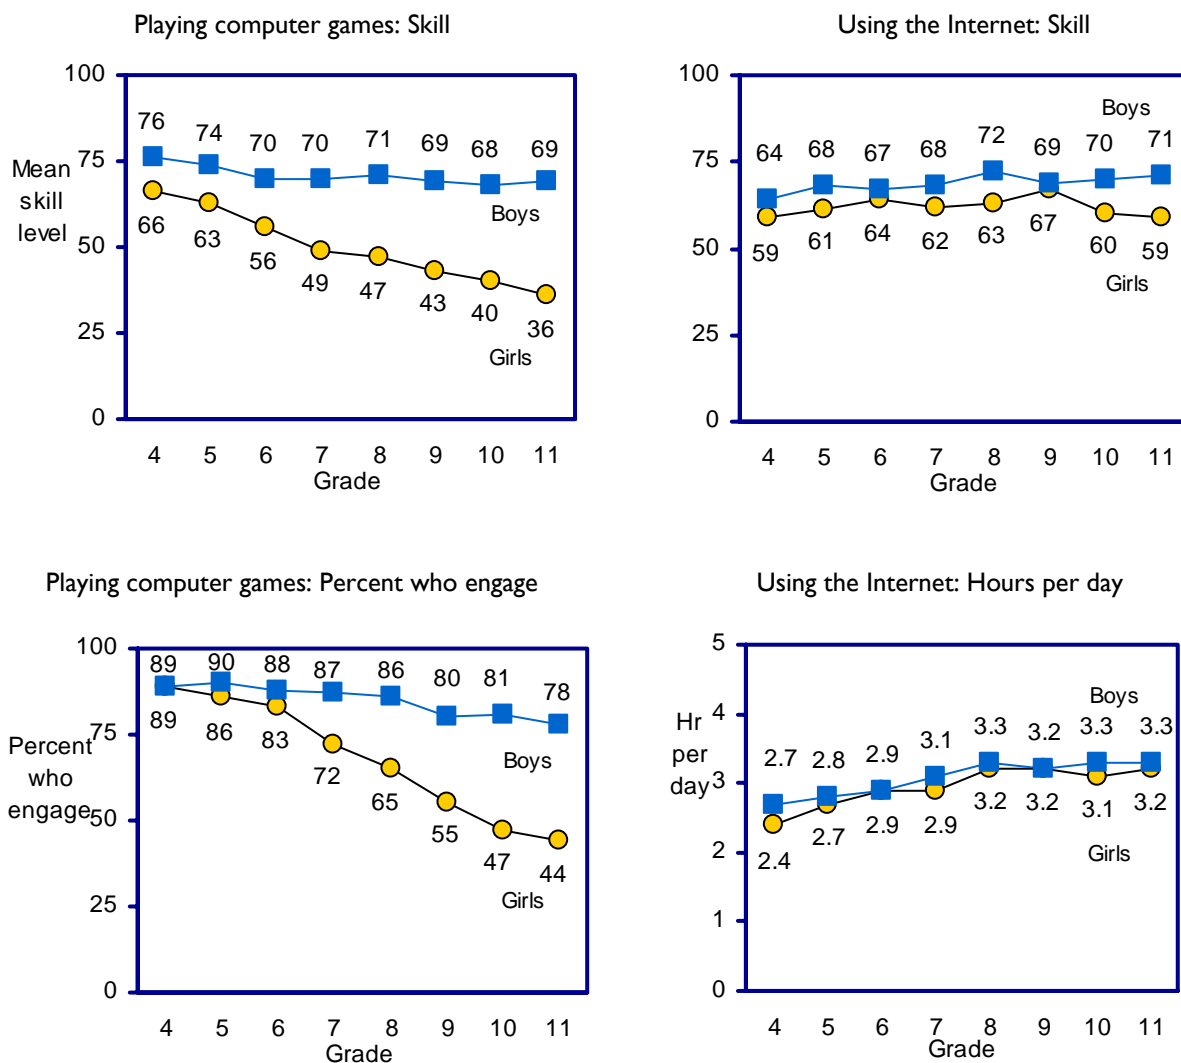 Playing computer games: Skill
100
75
50
25
0
Mean
skill
level
76 74 70 70 71 69 68 69
Boys
66 63 56 49 47 43 40 36
Girls
4 5 6 7 8 9 10 11
Grade
Using the Internet: Skill
100
75
50
25
0
Boys
64 68 67 68 72 69 70 71
59 61 64 62 63 67 60 59
Girls
4 5 6 7 8 9 10 11
Grade
Playing computer games: Percent who engage
100
75
50
25
0
Percent
who
engage
89 90 88 87 86 80 81 78
Boys
89 86 83 72 65 55 47 44
Girls
4 5 6 7 8 9 10 11
Grade
Using the Internet: Hours per day
5
4
3
2
1
0
Hr
per
day
Boys
2.7 2.8 2.9 3.1 3.3 3.2 3.3 3.3
2.4 2.7 2.9 2.9 3.2 3.2 3.1 3.2
Girls
4 5 6 7 8 9 10 11
Grade